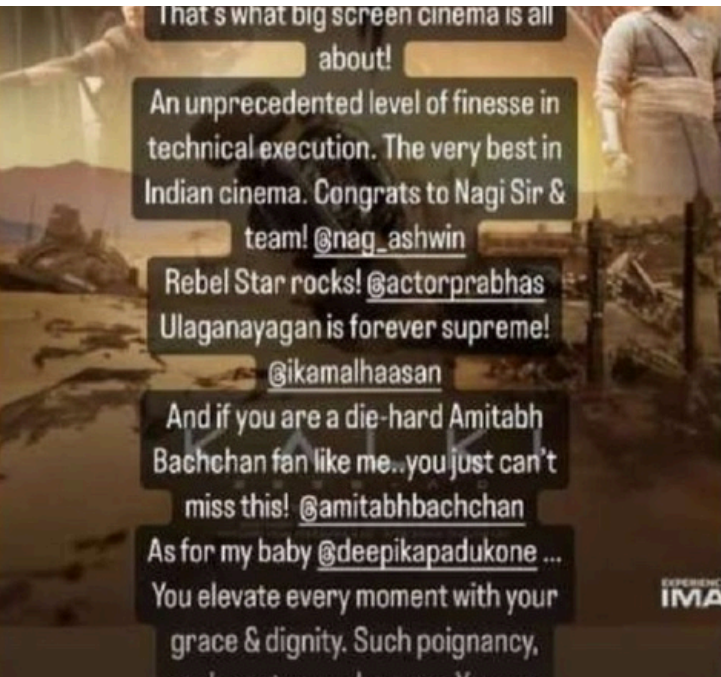 That's what big screen cinema is all
about!
An unprecedented level of finesse in
technical execution. The very best in
Indian cinema. Congrats to Nagi Sir &
team! @nag_ashwin
Rebel Star rocks! @actorprabhas
Ulaganayagan is forever supreme!
@ikamalhaasan
And if you are a die-hard Amitabh
Bachchan fan like me..you just can't
miss this! @amitabhbachchan
As for my baby @deepikapadukone ...
You elevate every moment with your
grace & dignity. Such poignancy,
KALKI
EXPERIENC
IMA